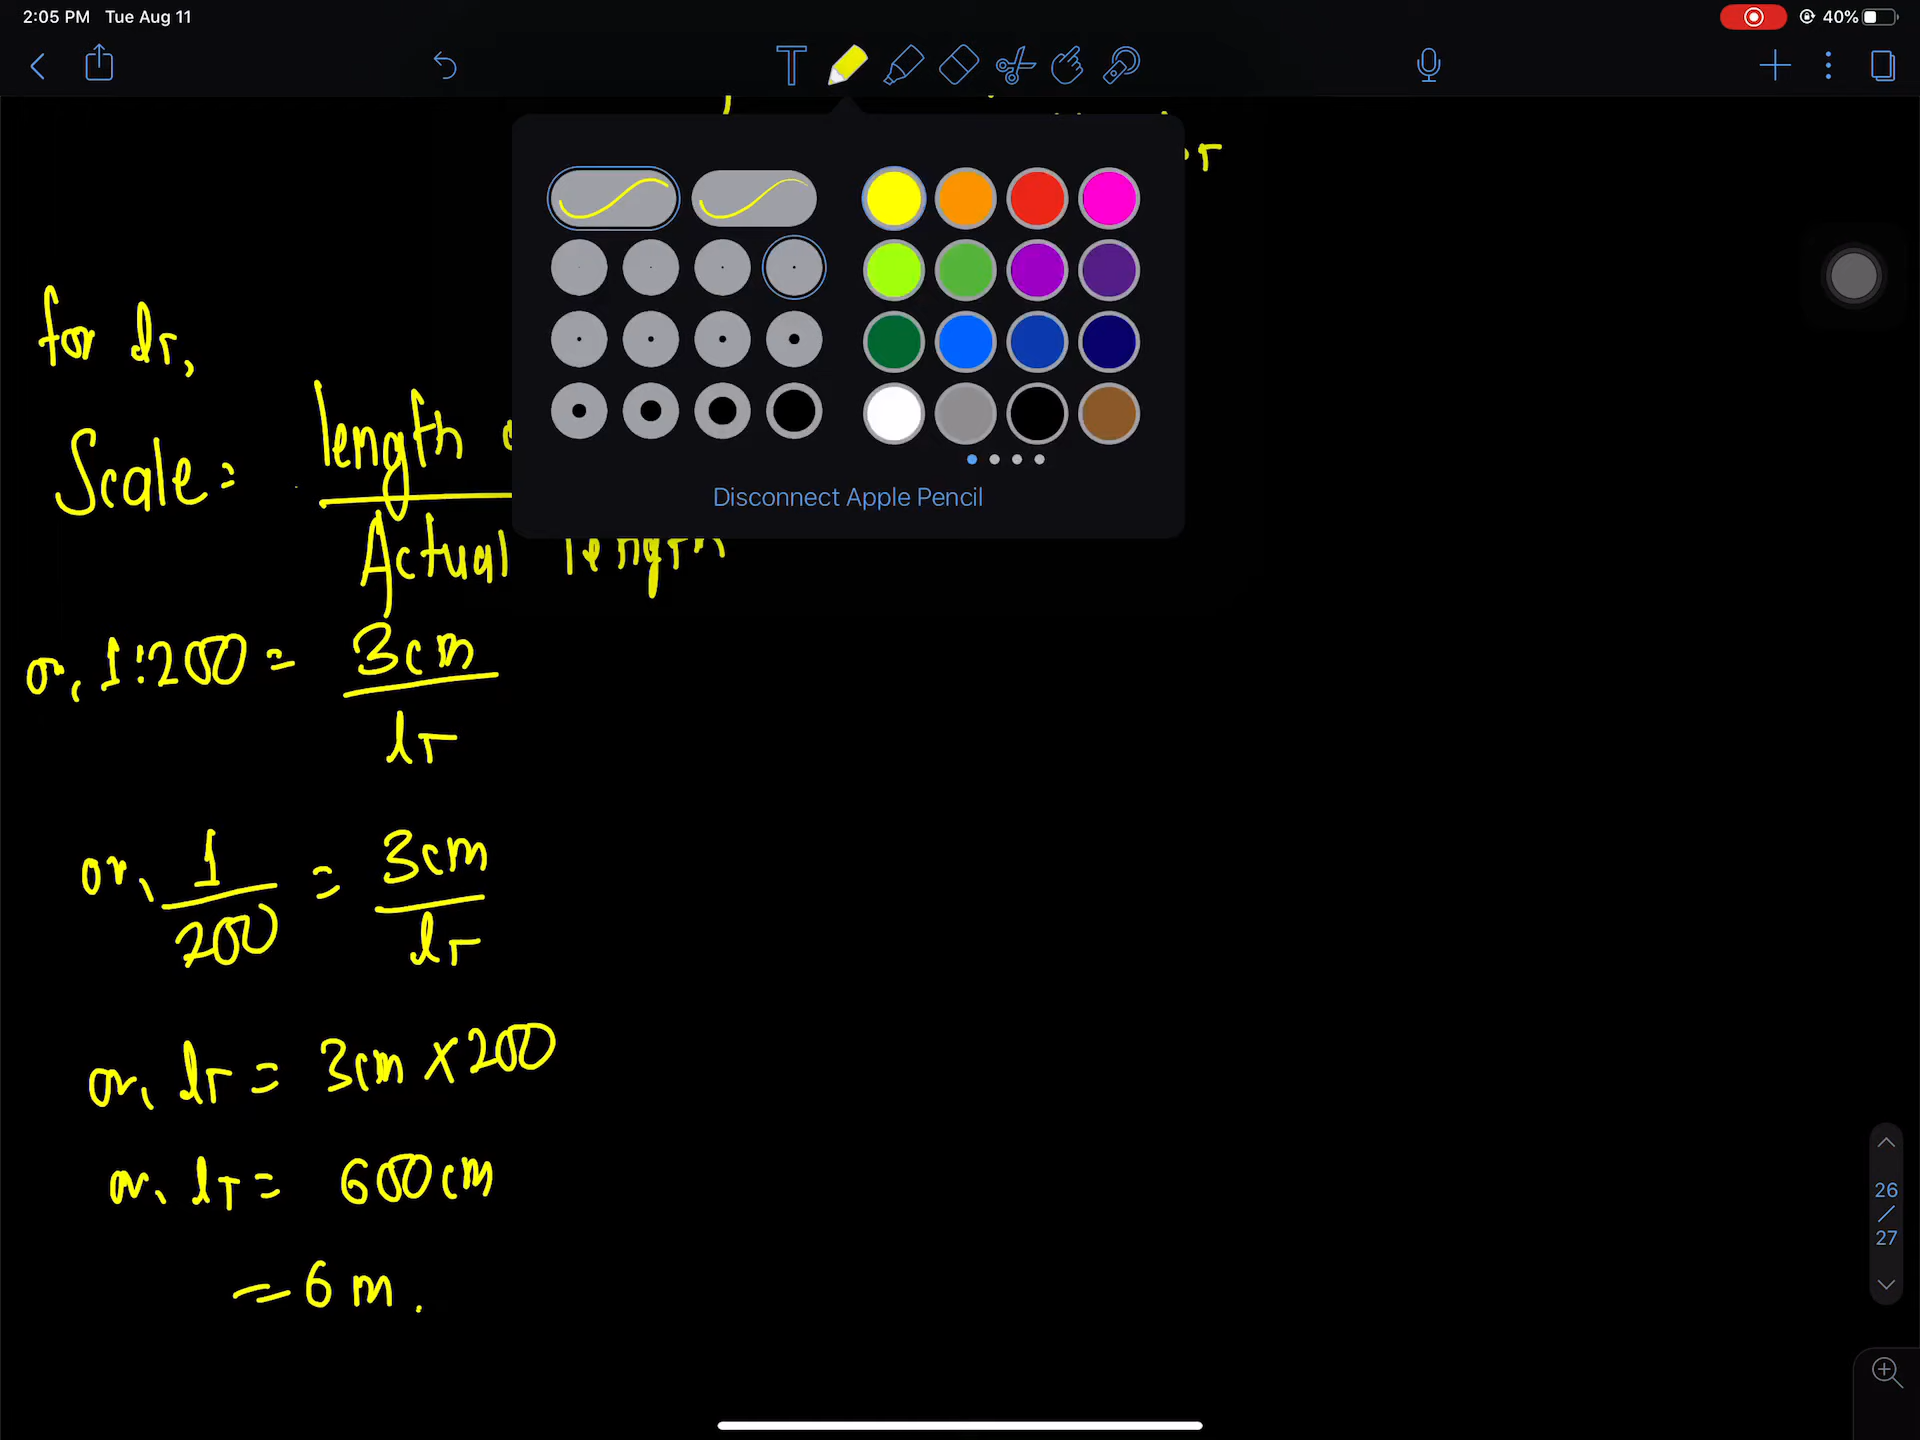 2:05 PM Tue Aug 11
40%
for lr,
Scale = length
Actual length
or, 1:200 = 3cm
lr
Disconnect Apple Pencil
or, 1 = 3cm
200 lr
or, lr = 3cm × 200
or, lr = 600cm
= 6 m.
26
/
27